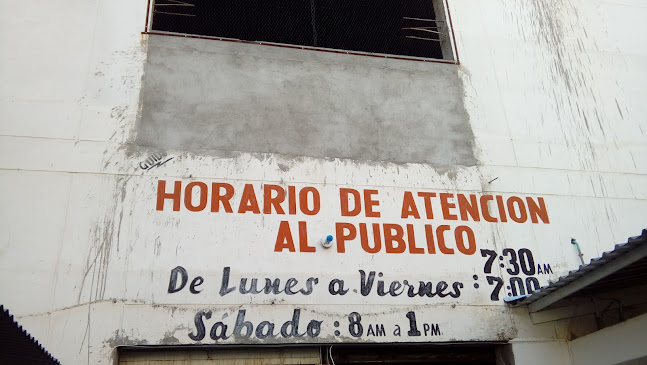 HORARIO DE ATENCION
AL PUBLICO
De Lunes a Viernes : 7:30 AM
7:00
Sábado : 8 AM a 1 PM